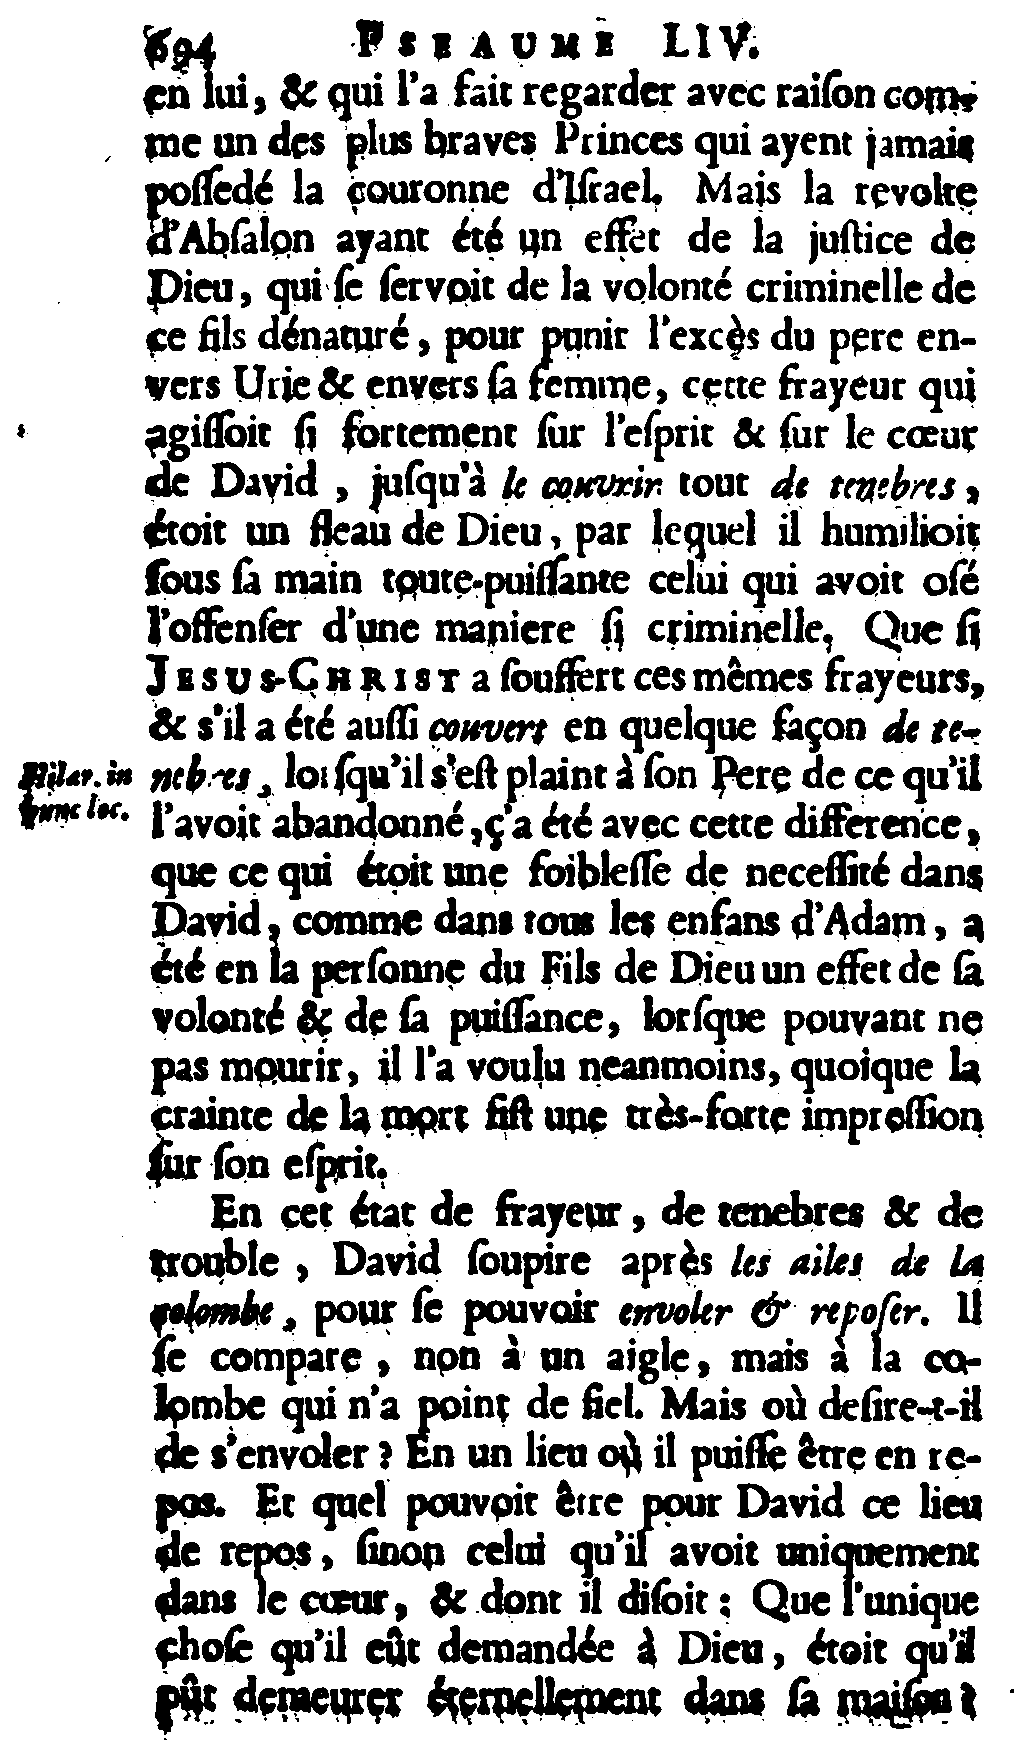 694 PSEAUME LIV.
en lui, & qui l'a fait regarder avec raiſon com-
me un des plus braves Princes qui ayent jamais
poſſedé la couronne d'Iſrael. Mais la revolte
d'Abſalon ayant été un effet de la juſtice de
Dieu, qui ſe ſervoit de la volonté criminelle de
ce fils dénaturé, pour punir l'excès du pere en-
vers Urie & envers ſa femme, cette frayeur qui
agiſſoit ſi fortement ſur l'eſprit & ſur le cœur
de David, juſqu'à le couvrir tout de tenebres,
étoit un fleau de Dieu, par lequel il humilioit
ſous ſa main toute-puiſſante celui qui avoit oſé
l'offenſer d'une maniere ſi criminelle. Que ſi
JESUS-CHRIST a ſouffert ces mêmes frayeurs,
& s'il a été auſſi couvert en quelque façon de te-
nebres, lorſqu'il s'eſt plaint à ſon Pere de ce qu'il
Hilar. in
hunc loc.
l'avoit abandonné, ç'a été avec cette difference,
que ce qui étoit une foibleſſe de neceſſité dans
David, comme dans tous les enfans d'Adam, a
été en la perſonne du Fils de Dieu un effet de ſa
volonté & de ſa puiſſance, lorſque pouvant ne
pas mourir, il l'a voulu neanmoins, quoique la
crainte de la mort fiſt une très-forte impreſſion
ſur ſon eſprit.
En cet état de frayeur, de tenebres & de
trouble, David ſoupire après les ailes de la
colombe, pour ſe pouvoir envoler & repoſer. Il
ſe compare, non à un aigle, mais à la co-
lombe qui n'a point de fiel. Mais où deſire-t-il
de s'envoler? En un lieu où il puiſſe être en re-
pos. Et quel pouvoit être pour David ce lieu
de repos, ſinon celui qu'il avoit uniquement
dans le cœur, & dont il diſoit: Que l'unique
choſe qu'il eût demandée à Dieu, étoit qu'il
pût demeurer éternellement dans ſa maiſon?